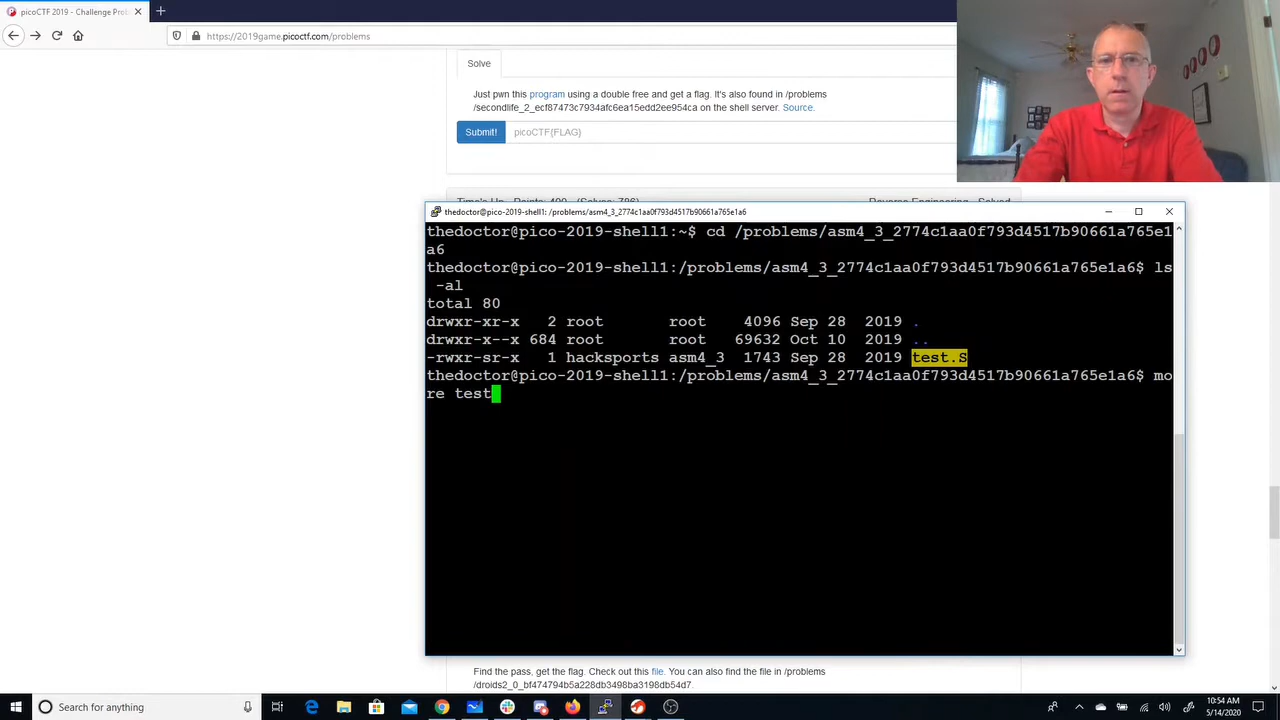 picoCTF 2019 - Challenge Prob
https://2019game.picoctf.com/problems
Solve
Just pwn this program using a double free and get a flag. It's also found in /problems
/secondlife_2_ecf87473c7934afc6ea15edd2ee954ca on the shell server. Source.
Submit!
picoCTF{FLAG}
thedoctor@pico-2019-shell1: /problems/asm4_3_2774c1aa0f793d4517b90661a765e1a6
thedoctor@pico-2019-shell1:~$ cd /problems/asm4_3_2774c1aa0f793d4517b90661a765e1
a6
thedoctor@pico-2019-shell1:/problems/asm4_3_2774c1aa0f793d4517b90661a765e1a6$ ls
-al
total 80
drwxr-xr-x 2 root root 4096 Sep 28 2019 .
drwxr-x--x 684 root root 69632 Oct 10 2019 ..
-rwxr-sr-x 1 hacksports asm4_3 1743 Sep 28 2019 test.S
thedoctor@pico-2019-shell1:/problems/asm4_3_2774c1aa0f793d4517b90661a765e1a6$ mo
re test
Find the pass, get the flag. Check out this file. You can also find the file in /problems
/droids2_0_bf474794b5a228db3498ba3198db54d7.
Search for anything
10:54 AM
5/14/2020